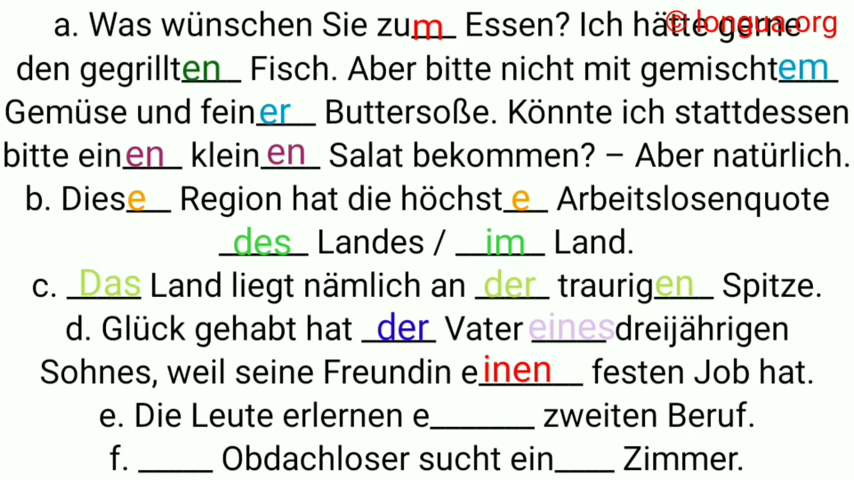 a. Was wünschen Sie zum Essen? Ich hätte gerne
© longua.org
den gegrillten Fisch. Aber bitte nicht mit gemischtem
Gemüse und feiner Buttersoße. Könnte ich stattdessen
bitte einen kleinen Salat bekommen? – Aber natürlich.
b. Diese Region hat die höchste Arbeitslosenquote
des Landes / im Land.
c. Das Land liegt nämlich an der traurigen Spitze.
d. Glück gehabt hat der Vater eines dreijährigen
Sohnes, weil seine Freundin einen festen Job hat.
e. Die Leute erlernen e_______ zweiten Beruf.
f. _____ Obdachloser sucht ein____ Zimmer.